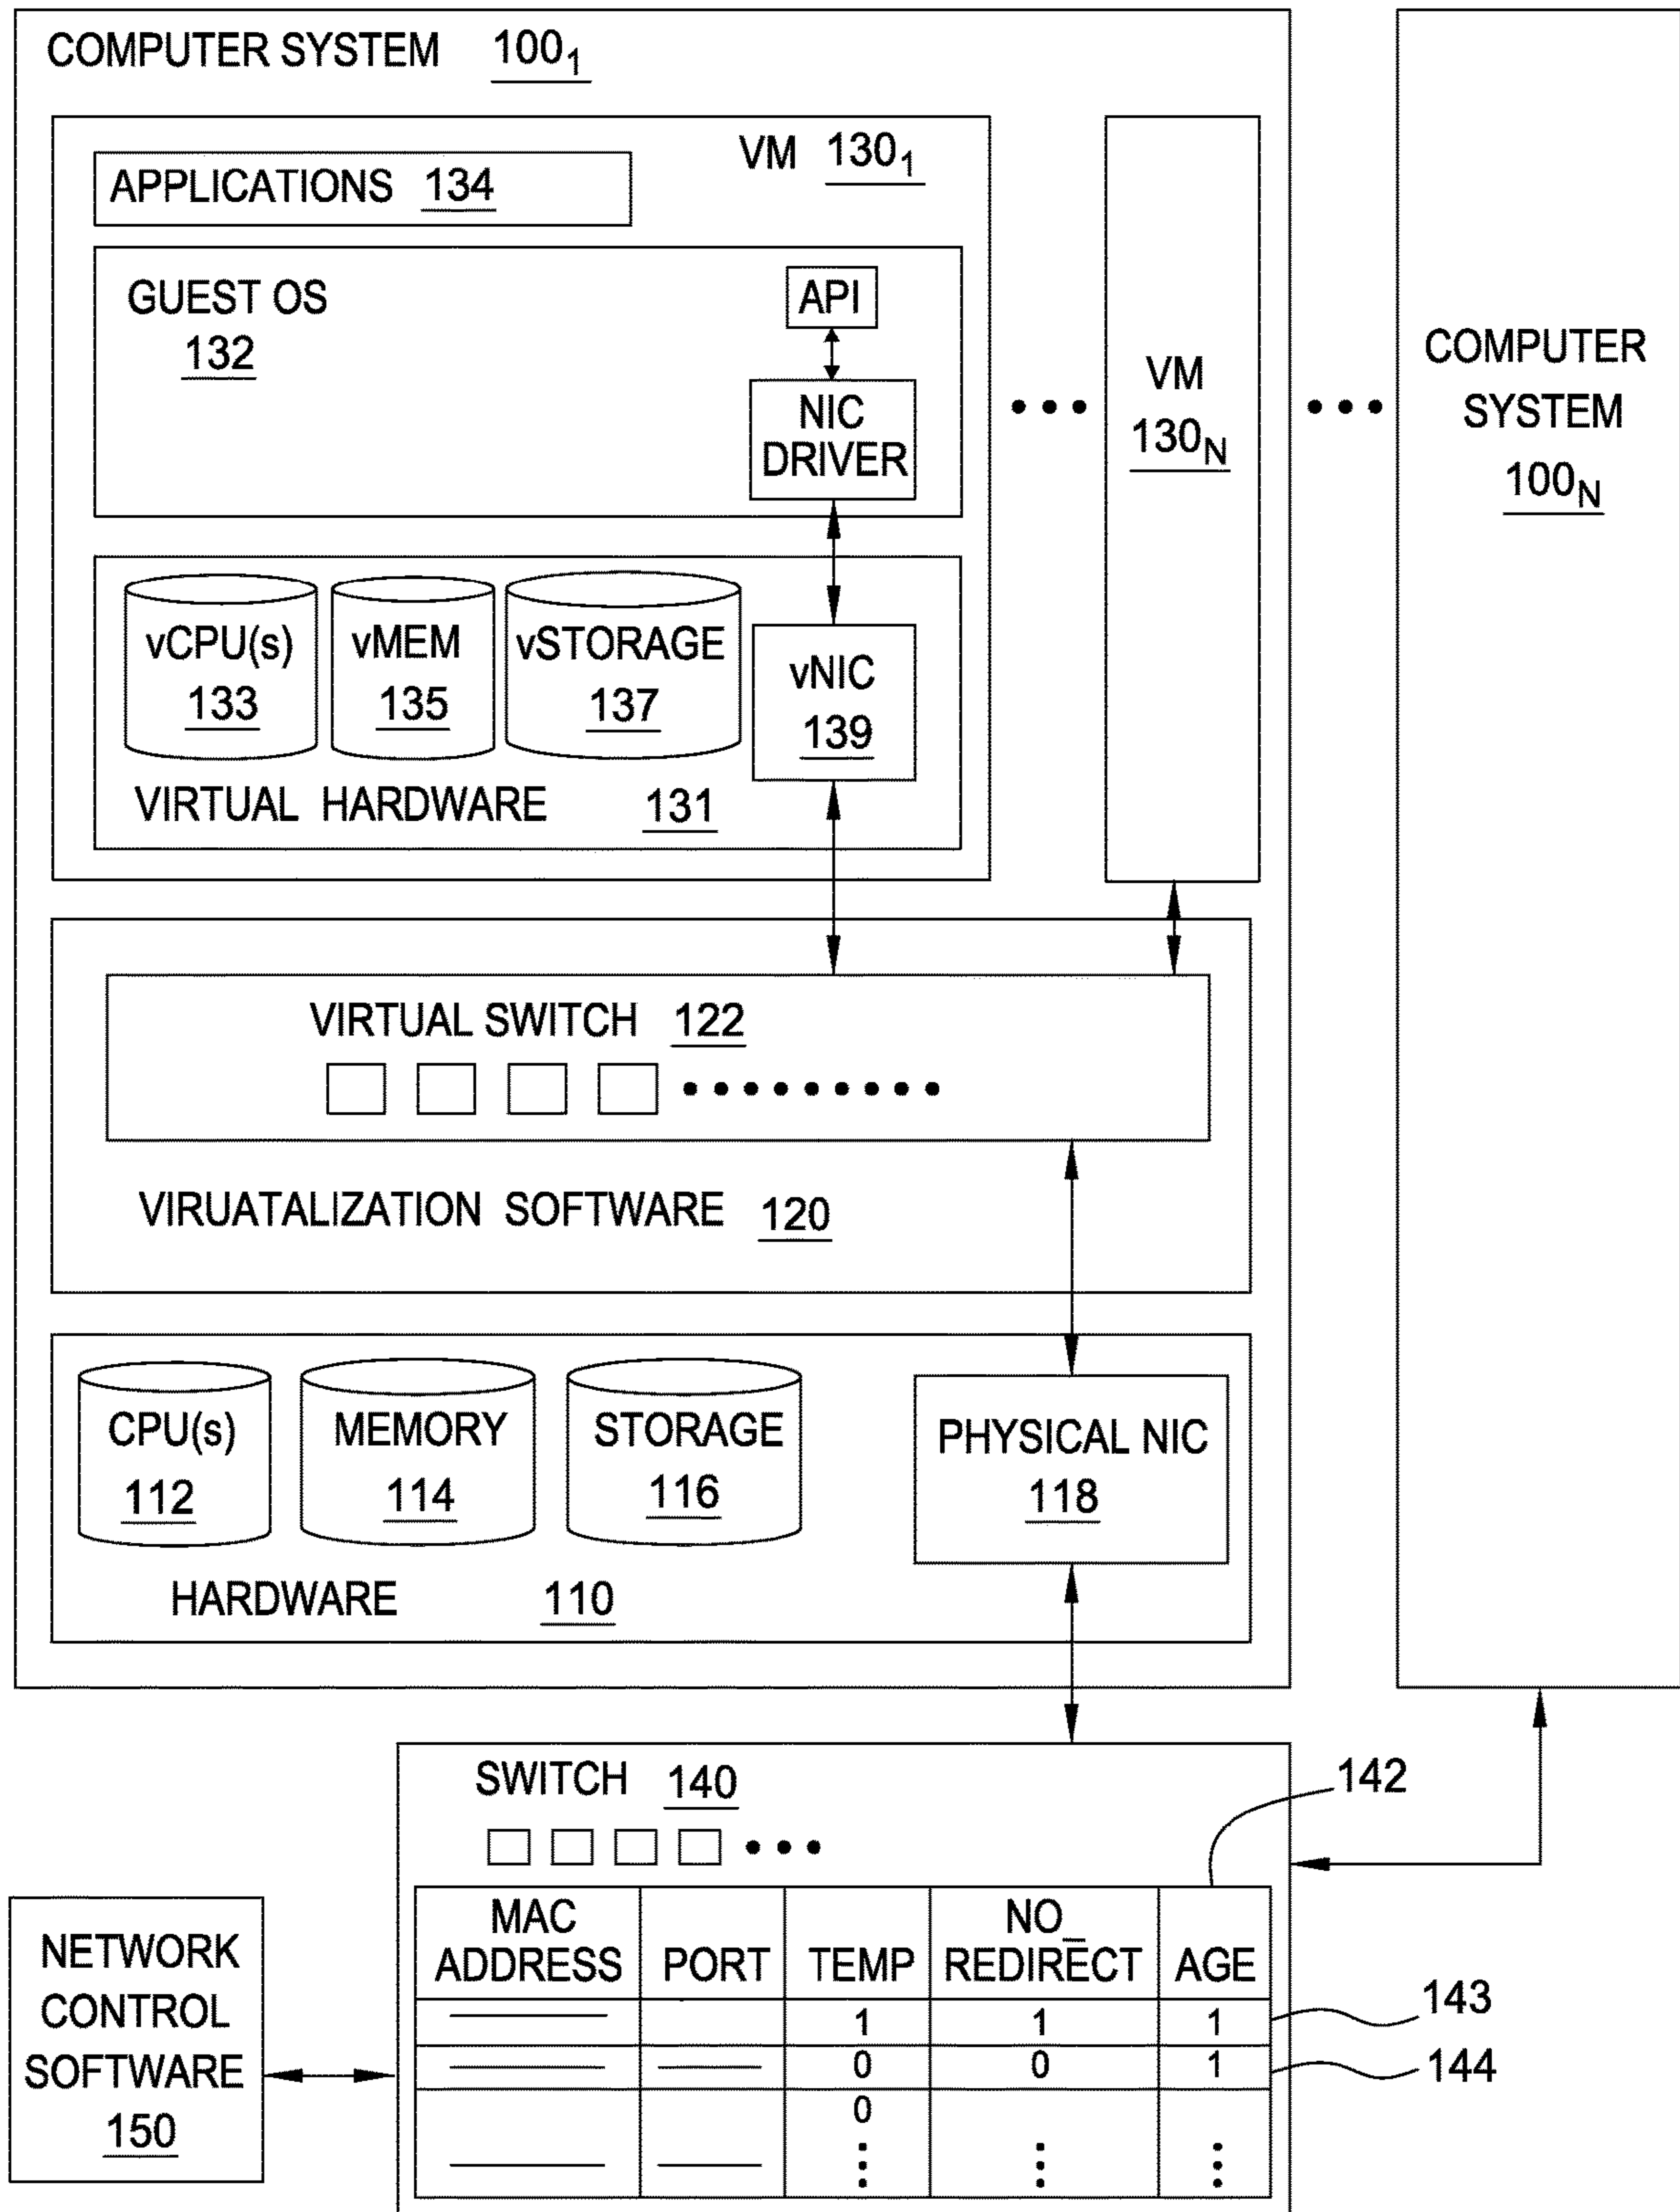 COMPUTER SYSTEM 100₁
VM 130₁
APPLICATIONS 134
GUEST OS
132
API
NIC
DRIVER
VM
130N
COMPUTER
SYSTEM
100N
vCPU(s)
133
vMEM
135
vSTORAGE
137
vNIC
139
VIRTUAL HARDWARE 131
VIRTUAL SWITCH 122
VIRUATALIZATION SOFTWARE 120
CPU(s)
112
MEMORY
114
STORAGE
116
PHYSICAL NIC
118
HARDWARE 110
SWITCH 140
142
MAC
ADDRESS
PORT
TEMP
NO_
REDIRECT
AGE
1 1 1
143
0 0 1
144
0
NETWORK
CONTROL
SOFTWARE
150